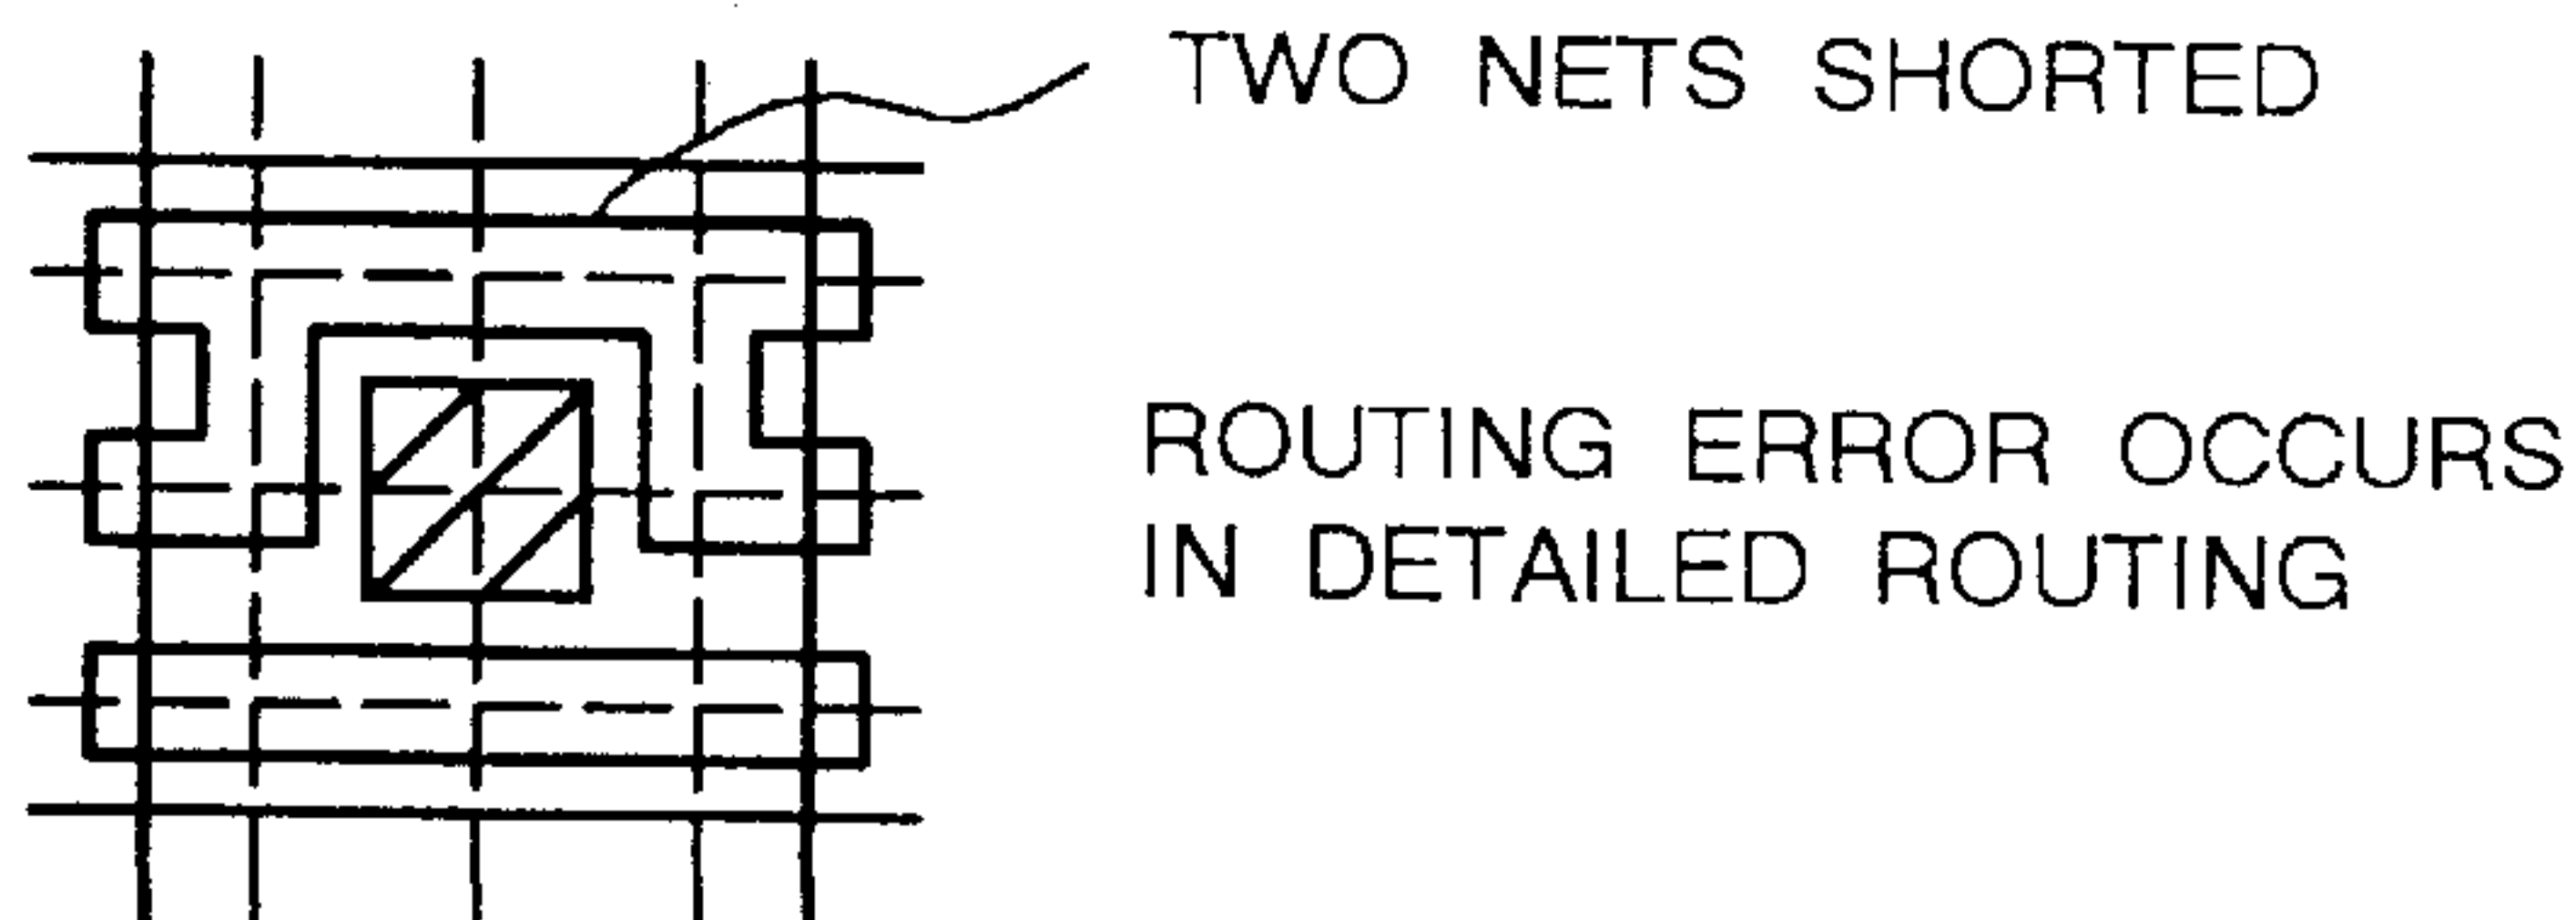 TWO NETS SHORTED
ROUTING ERROR OCCURS
IN DETAILED ROUTING